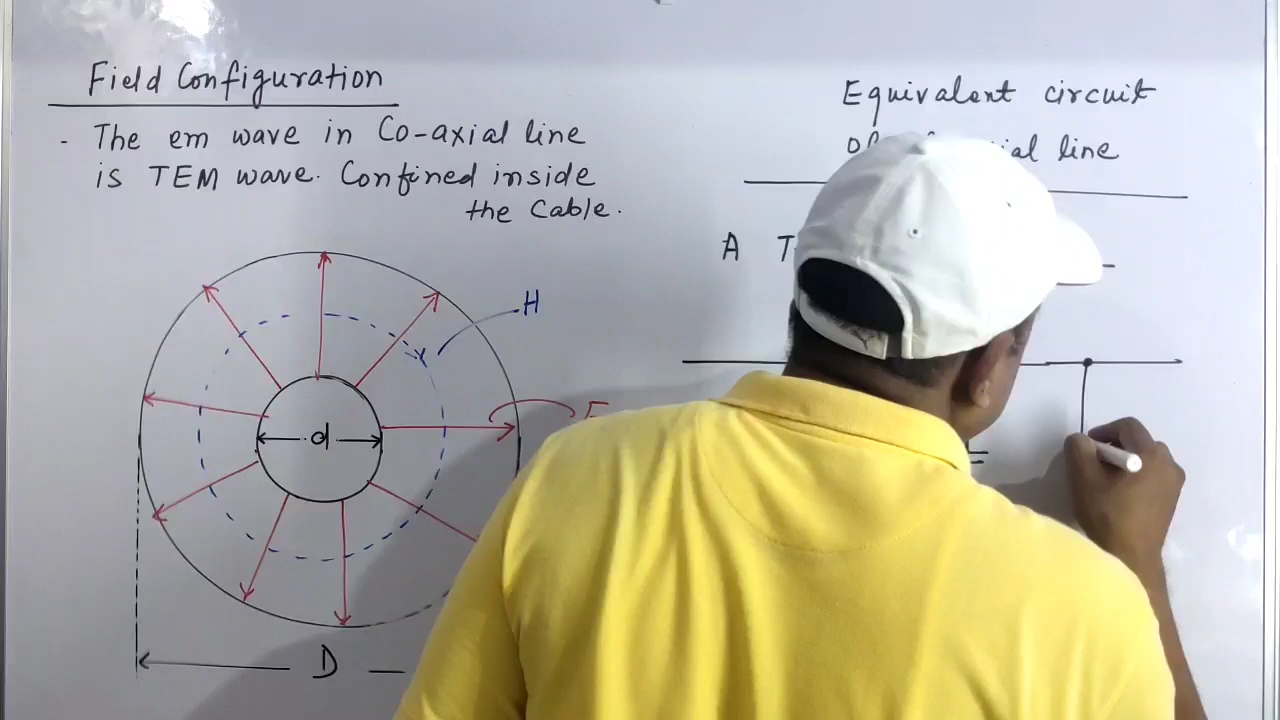 Field Configuration
- The em wave in Co-axial line
is TEM wave. Confined inside
the Cable.
H
d
D
Equivalent circuit
line
A